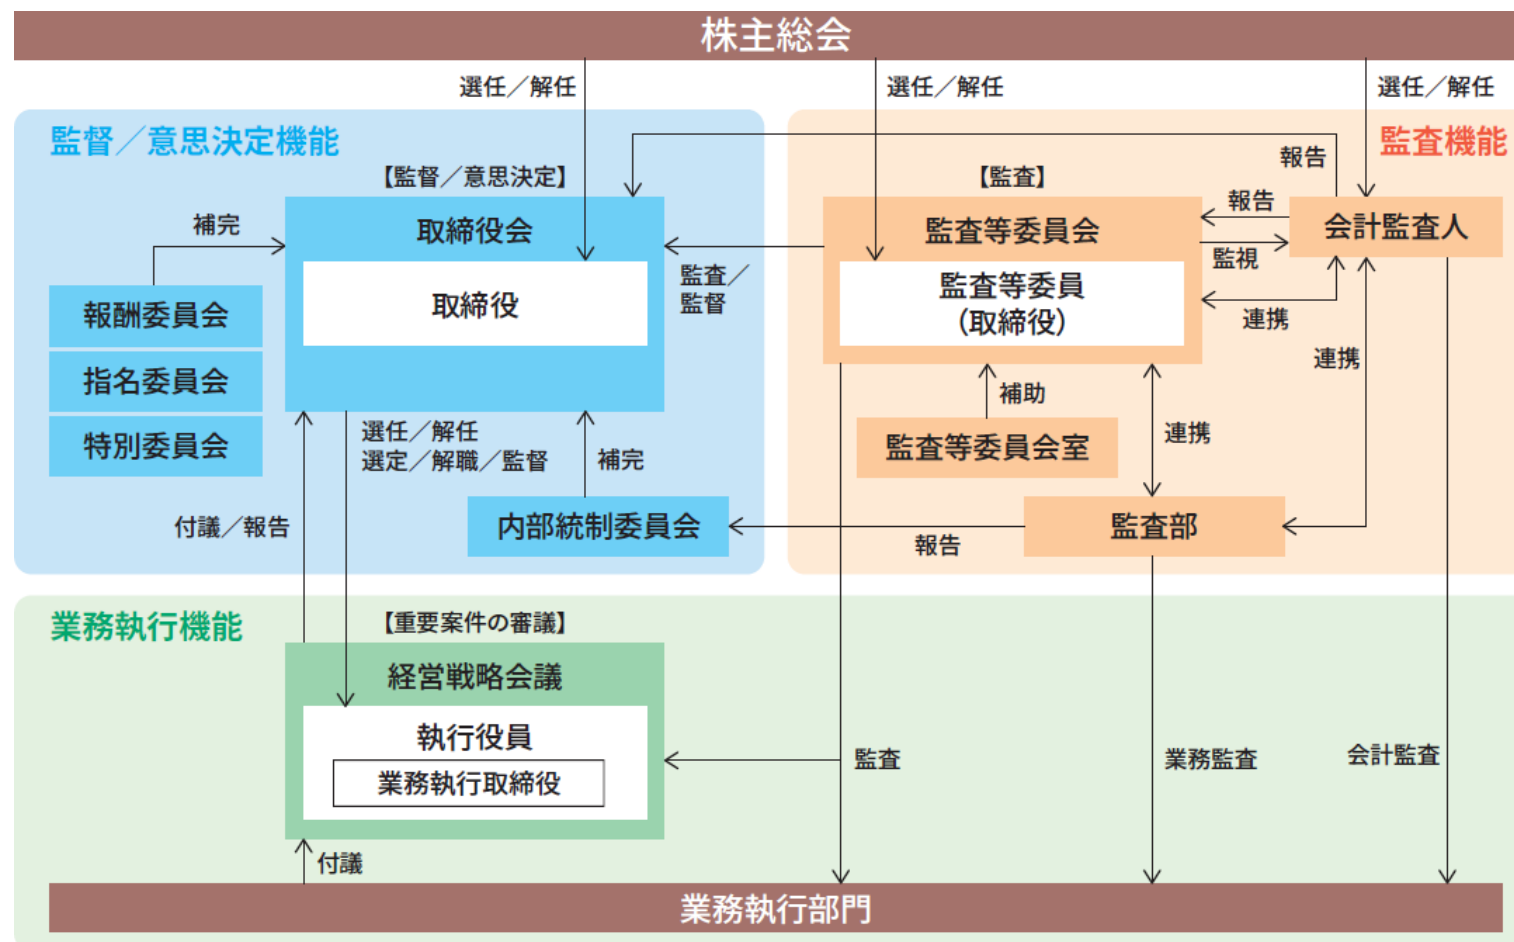 株主総会
選任／解任
選任／解任
選任／解任
監督／意思決定機能
監査機能
【監督／意思決定】
【監査】
報告
補完
取締役会
監査等委員会
報告
会計監査人
監視
取締役
監査／
監督
監査等委員
（取締役）
連携
報酬委員会
指名委員会
特別委員会
連携
補助
選任／解任
選定／解職／監督
補完
監査等委員会室
連携
付議／報告
内部統制委員会
報告
監査部
業務執行機能
【重要案件の審議】
経営戦略会議
執行役員
業務執行取締役
監査
業務監査
会計監査
付議
業務執行部門